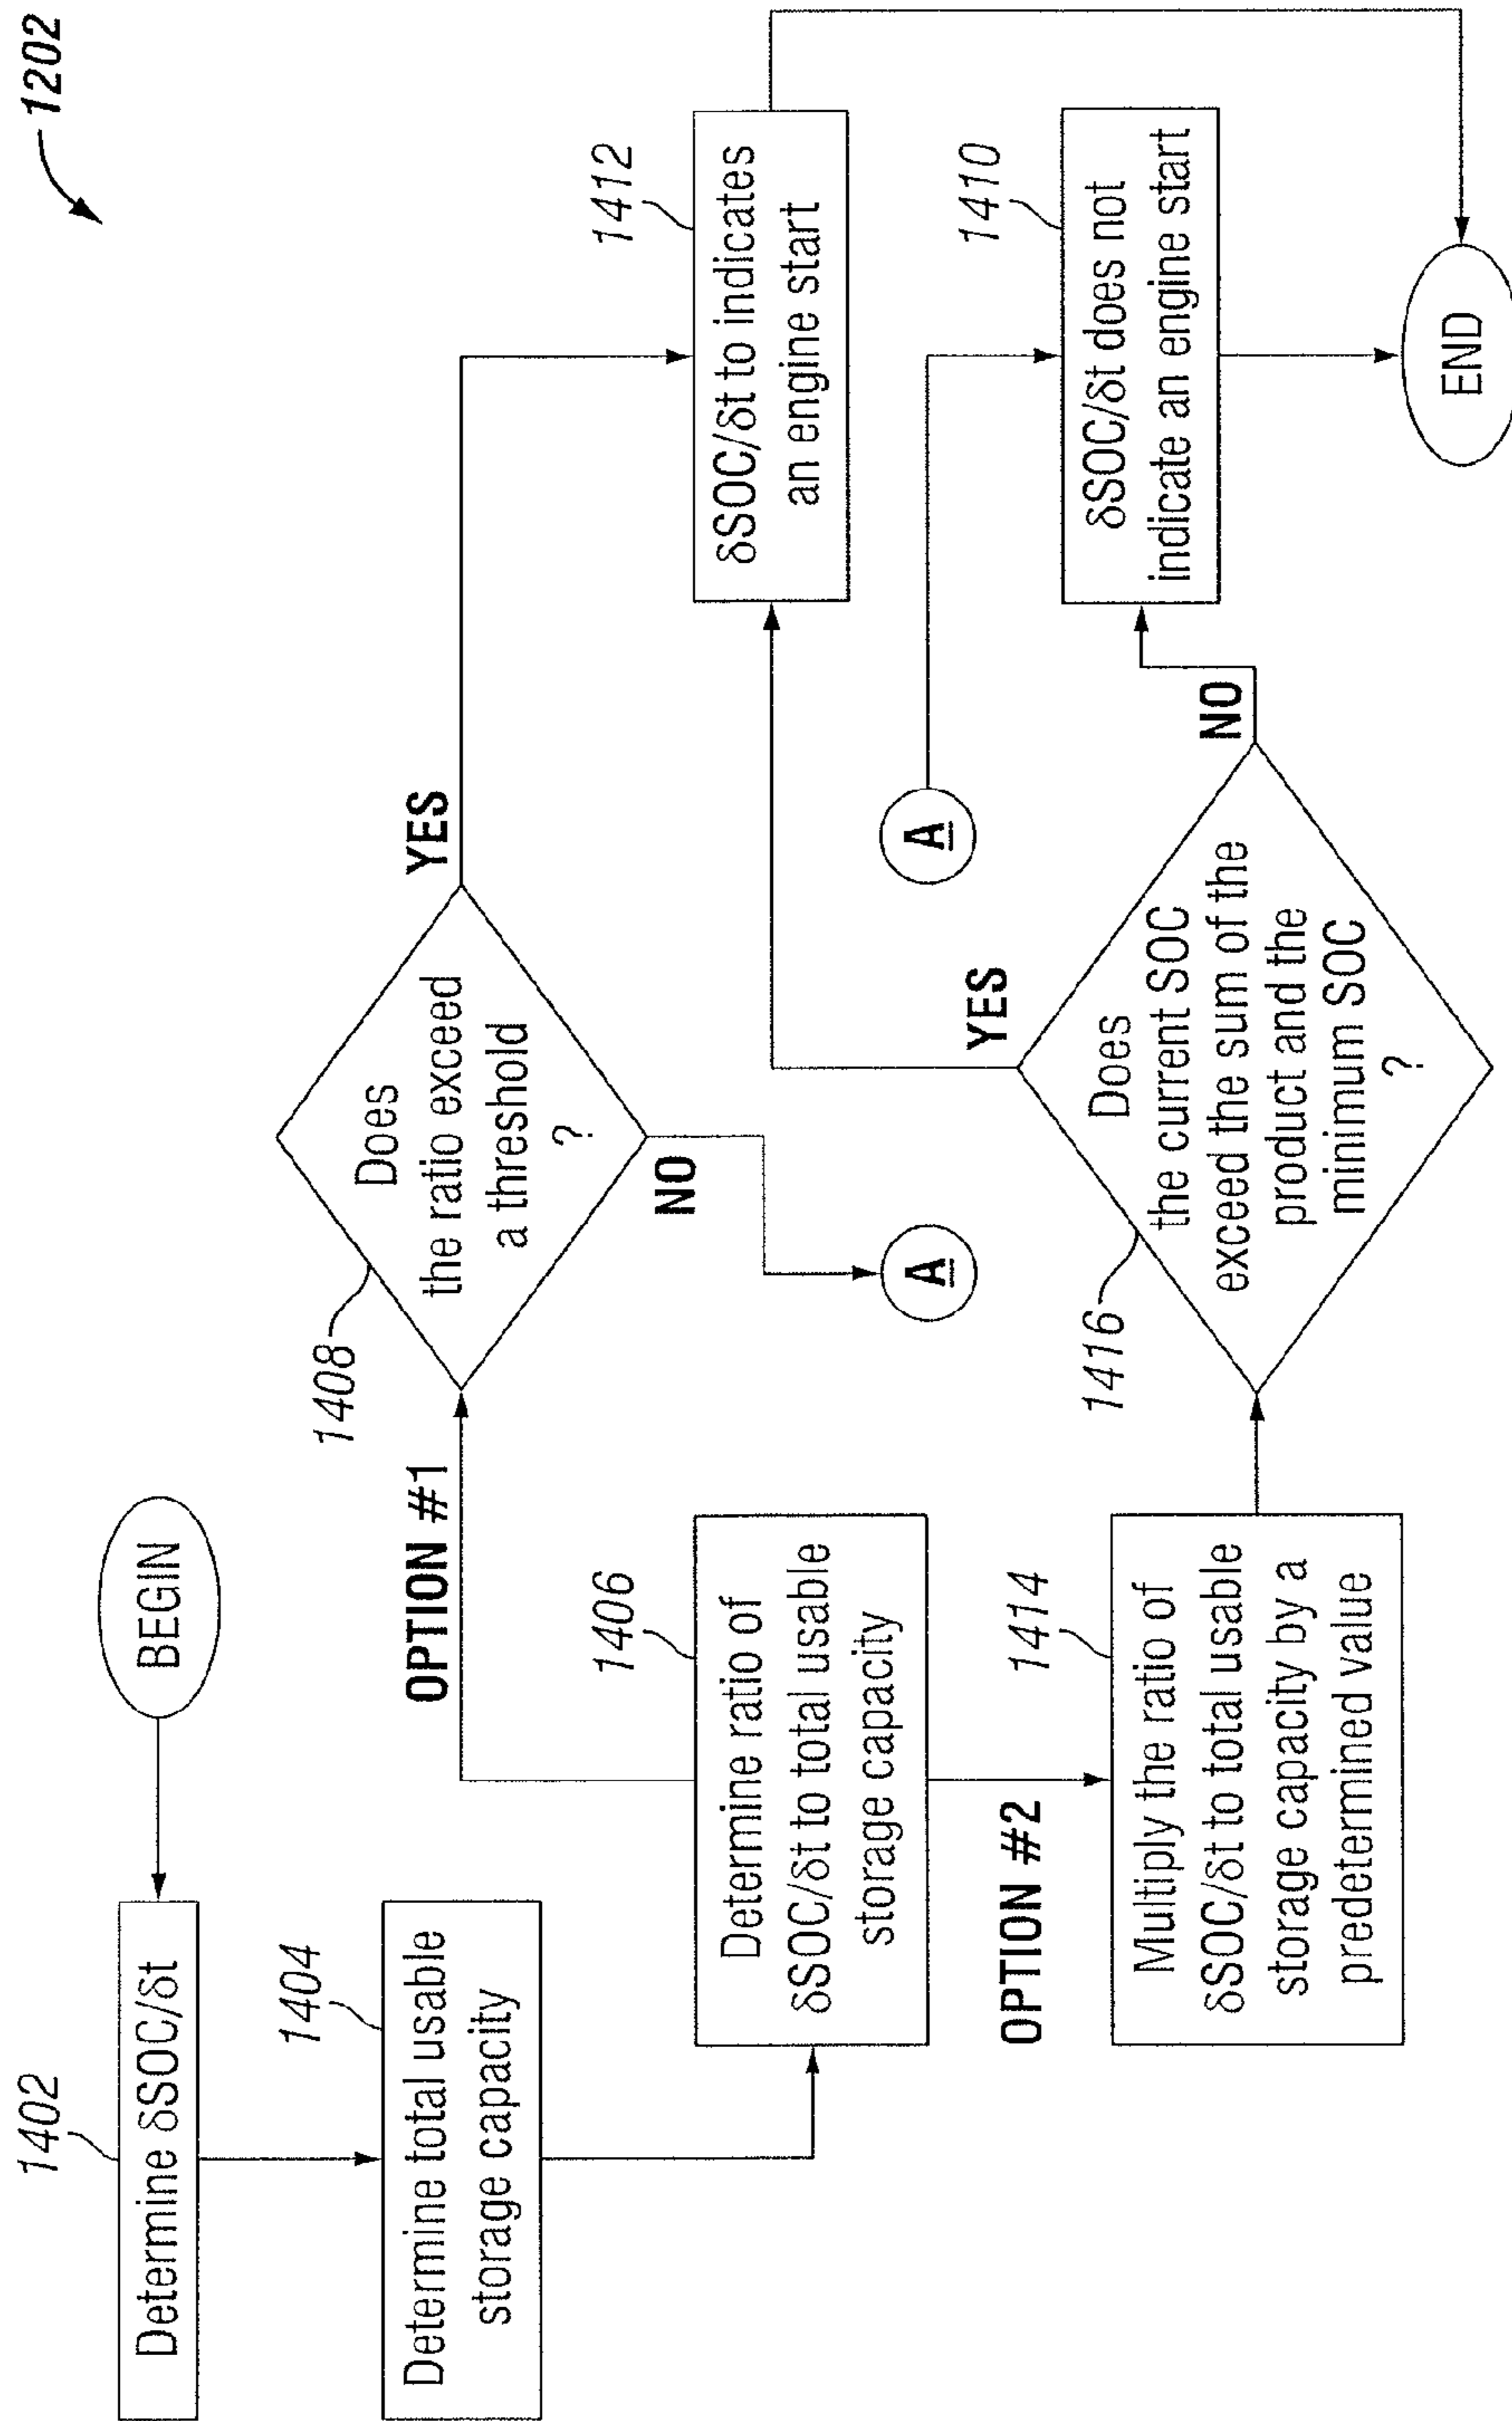 1202
BEGIN
1402
Determine δSOC/δt
1404
Determine total usable
storage capacity
1406
Determine ratio of
δSOC/δt to total usable
storage capacity
OPTION #1
1408
Does
the ratio exceed
a threshold
?
YES
NO
A
OPTION #2
1414
Multiply the ratio of
δSOC/δt to total usable
storage capacity by a
predetermined value
1416
Does
the current SOC
exceed the sum of the
product and the
minimum SOC
?
YES
NO
A
1412
δSOC/δt to indicates
an engine start
1410
δSOC/δt does not
indicate an engine start
END